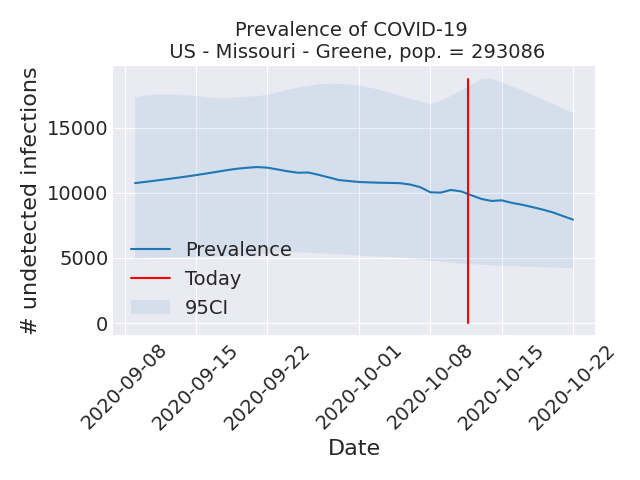 Prevalence of COVID-19
US - Missouri - Greene, pop. = 293086
# undetected infections
15000
10000
5000
0
Prevalence
Today
95CI
2020-09-08
2020-09-15
2020-09-22
2020-10-01
2020-10-08
2020-10-15
2020-10-22
Date